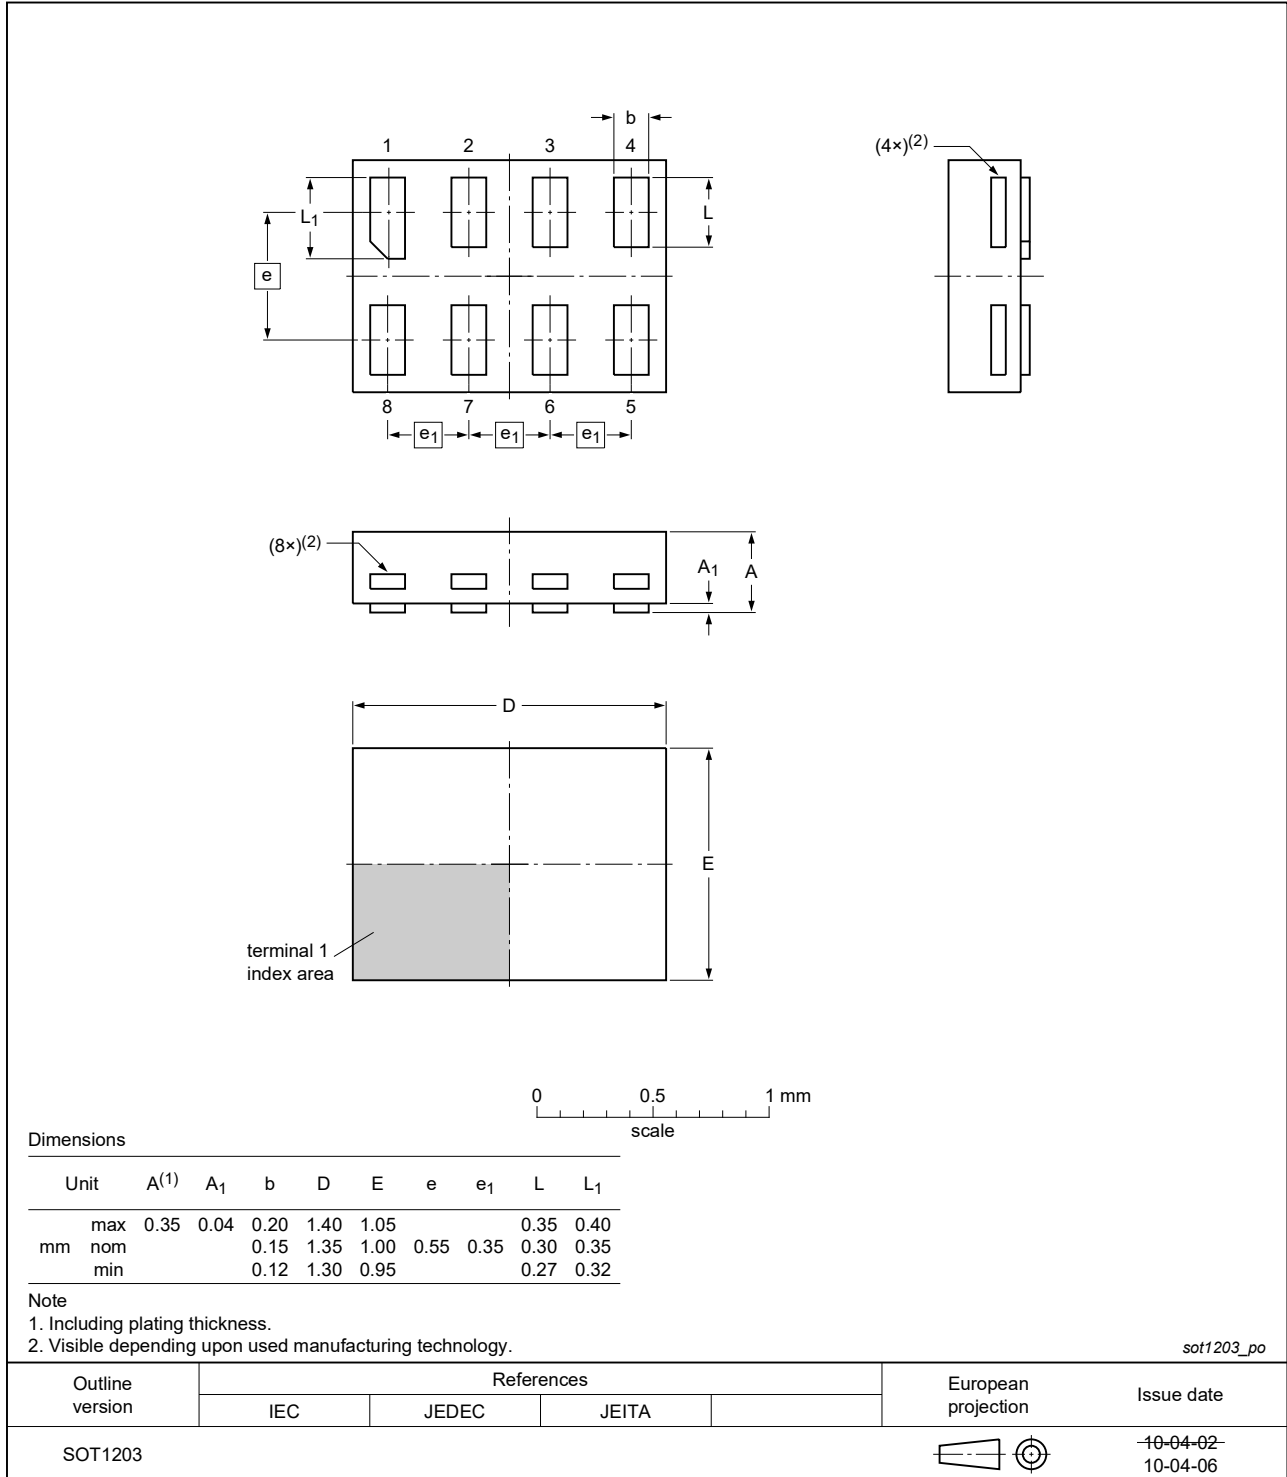 b
1 2 3 4
(4×)(2)
L1
L
e
8 7 6 5
e1 e1 e1
(8×)(2)
A1
A
D
E
terminal 1
index area
0 0.5 1 mm
scale
Dimensions
Unit A(1) A1 b D E e e1 L L1
max 0.35 0.04 0.20 1.40 1.05 0.35 0.40
mm nom 0.15 1.35 1.00 0.55 0.35 0.30 0.35
min 0.12 1.30 0.95 0.27 0.32
Note
1. Including plating thickness.
2. Visible depending upon used manufacturing technology.
sot1203_po
Outline
version
References
IEC JEDEC JEITA
European
projection
Issue date
SOT1203
10-04-02
10-04-06